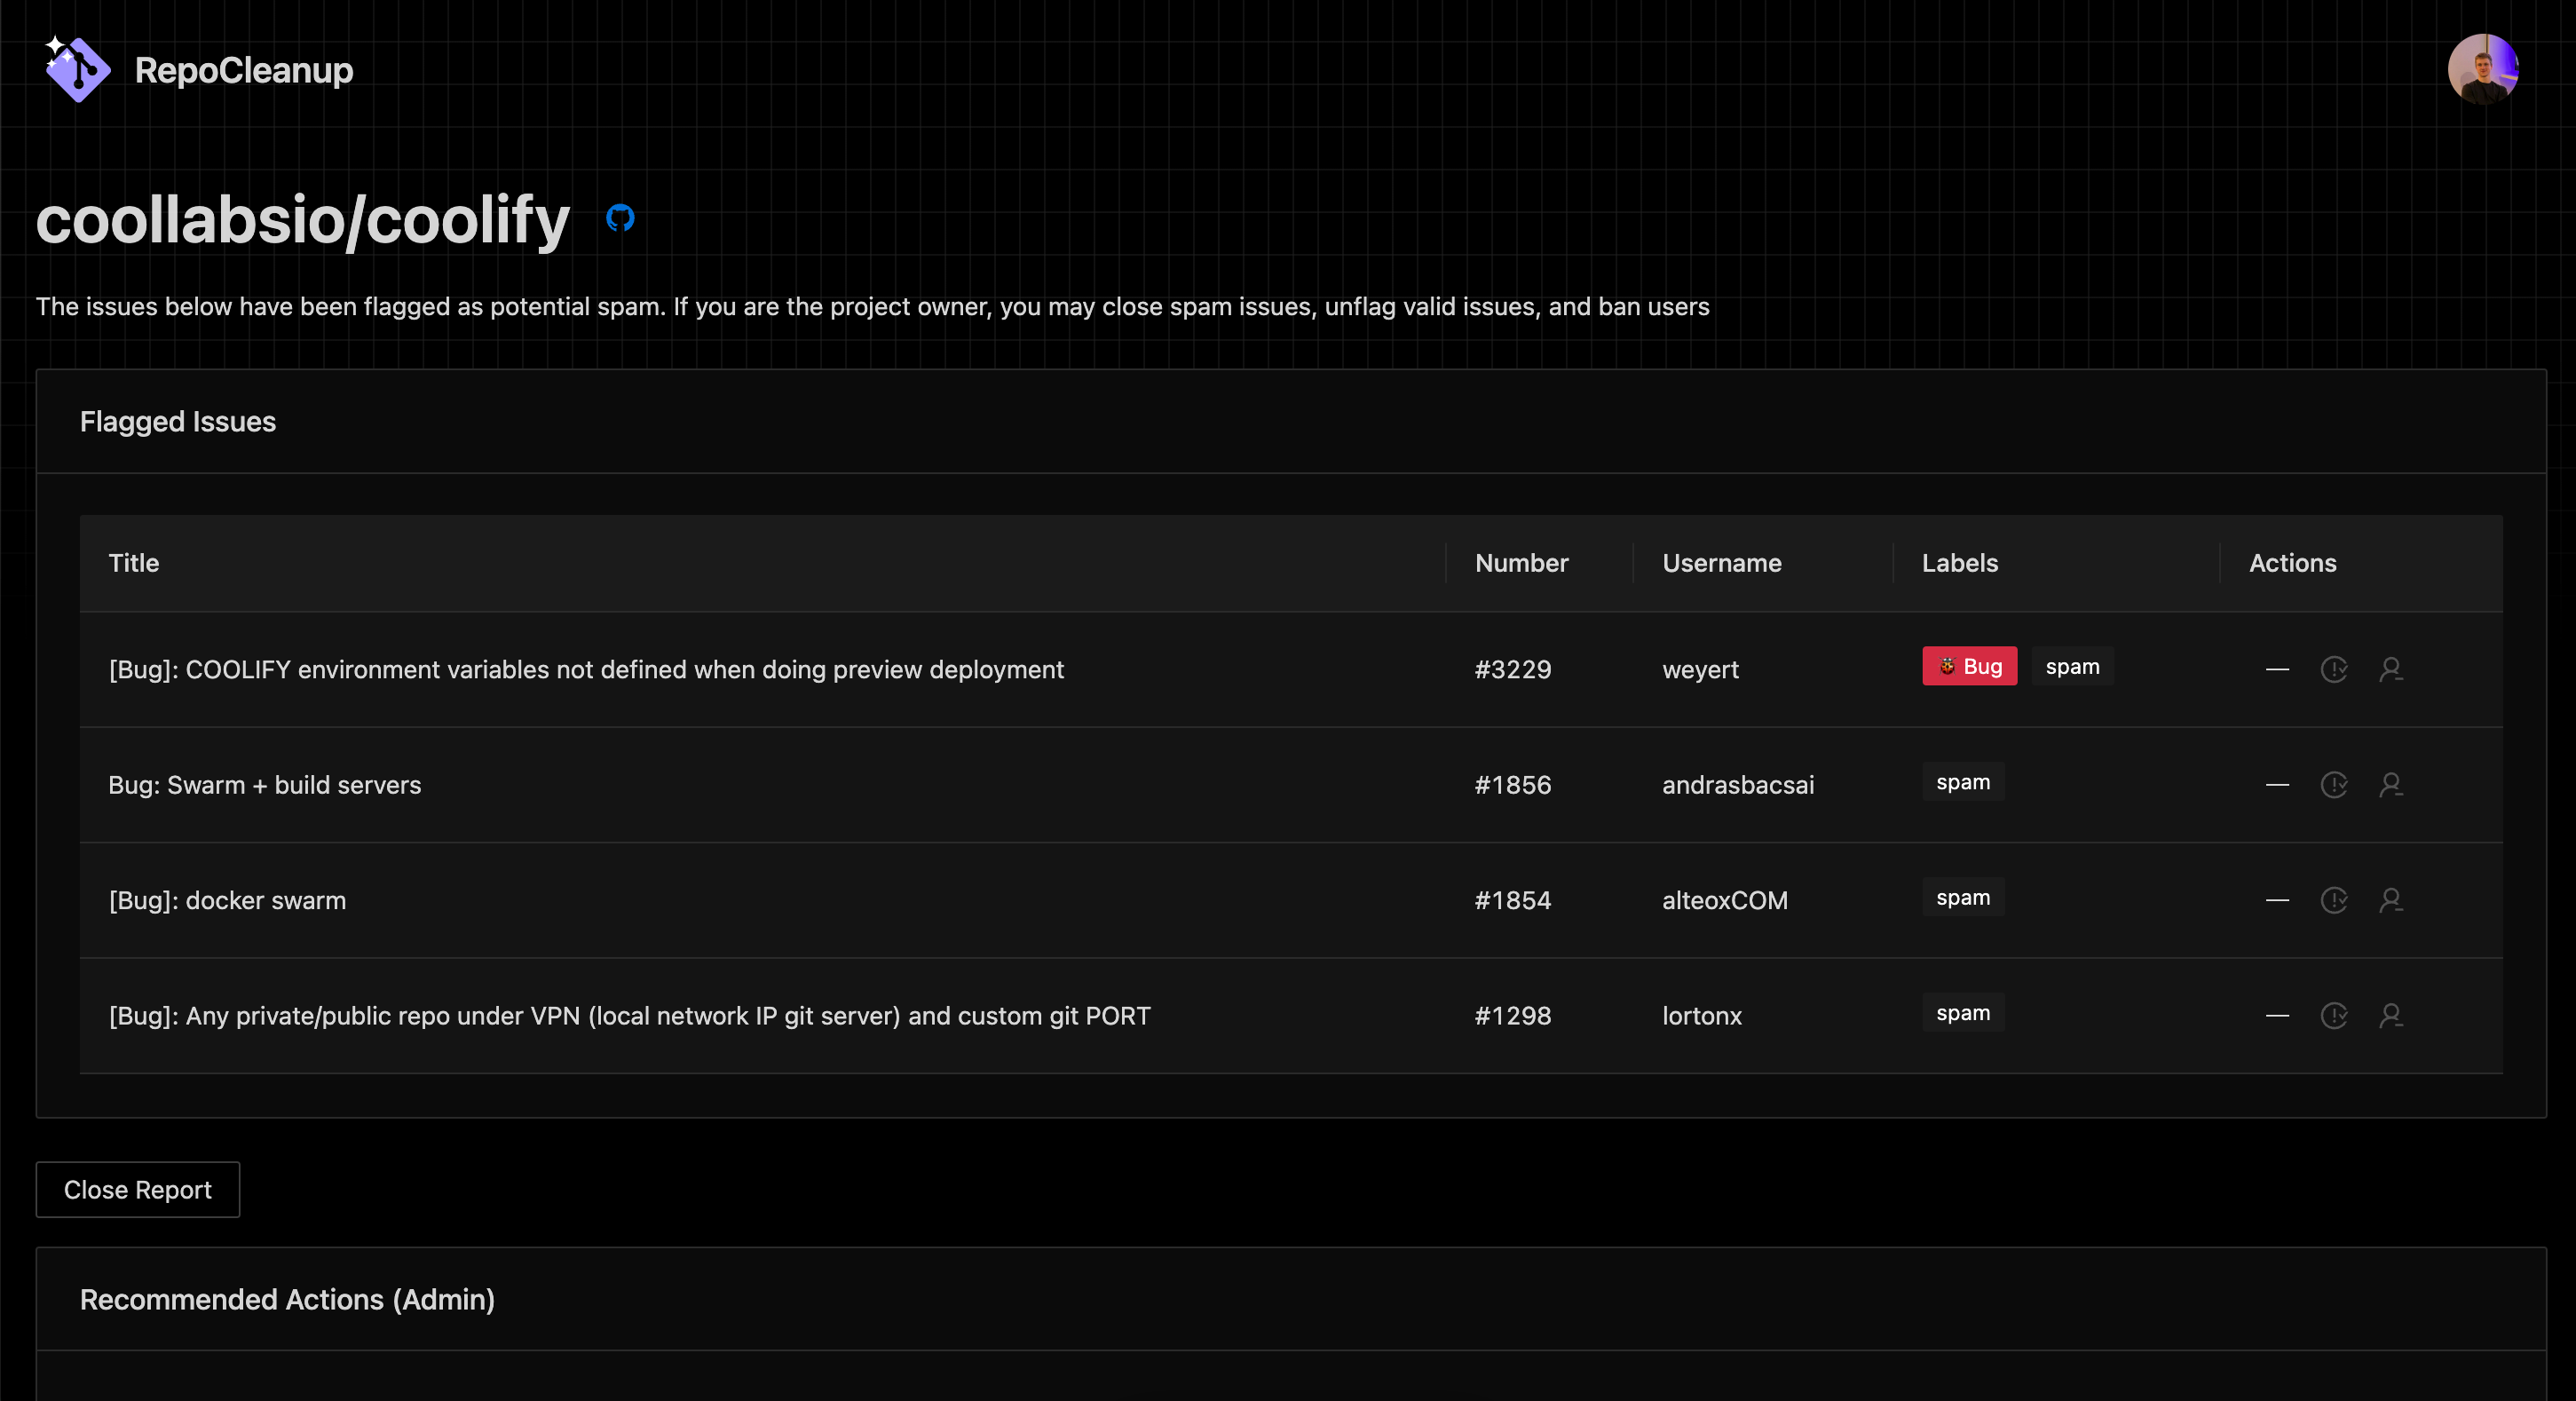 RepoCleanup
coollabsio/coolify
The issues below have been flagged as potential spam. If you are the project owner, you may close spam issues, unflag valid issues, and ban users
Flagged Issues
Title Number Username Labels Actions
[Bug]: COOLIFY environment variables not defined when doing preview deployment #3229 weyert 🐞 Bug spam
Bug: Swarm + build servers #1856 andrasbacsai spam
[Bug]: docker swarm #1854 alteoxCOM spam
[Bug]: Any private/public repo under VPN (local network IP git server) and custom git PORT #1298 lortonx spam
Close Report
Recommended Actions (Admin)